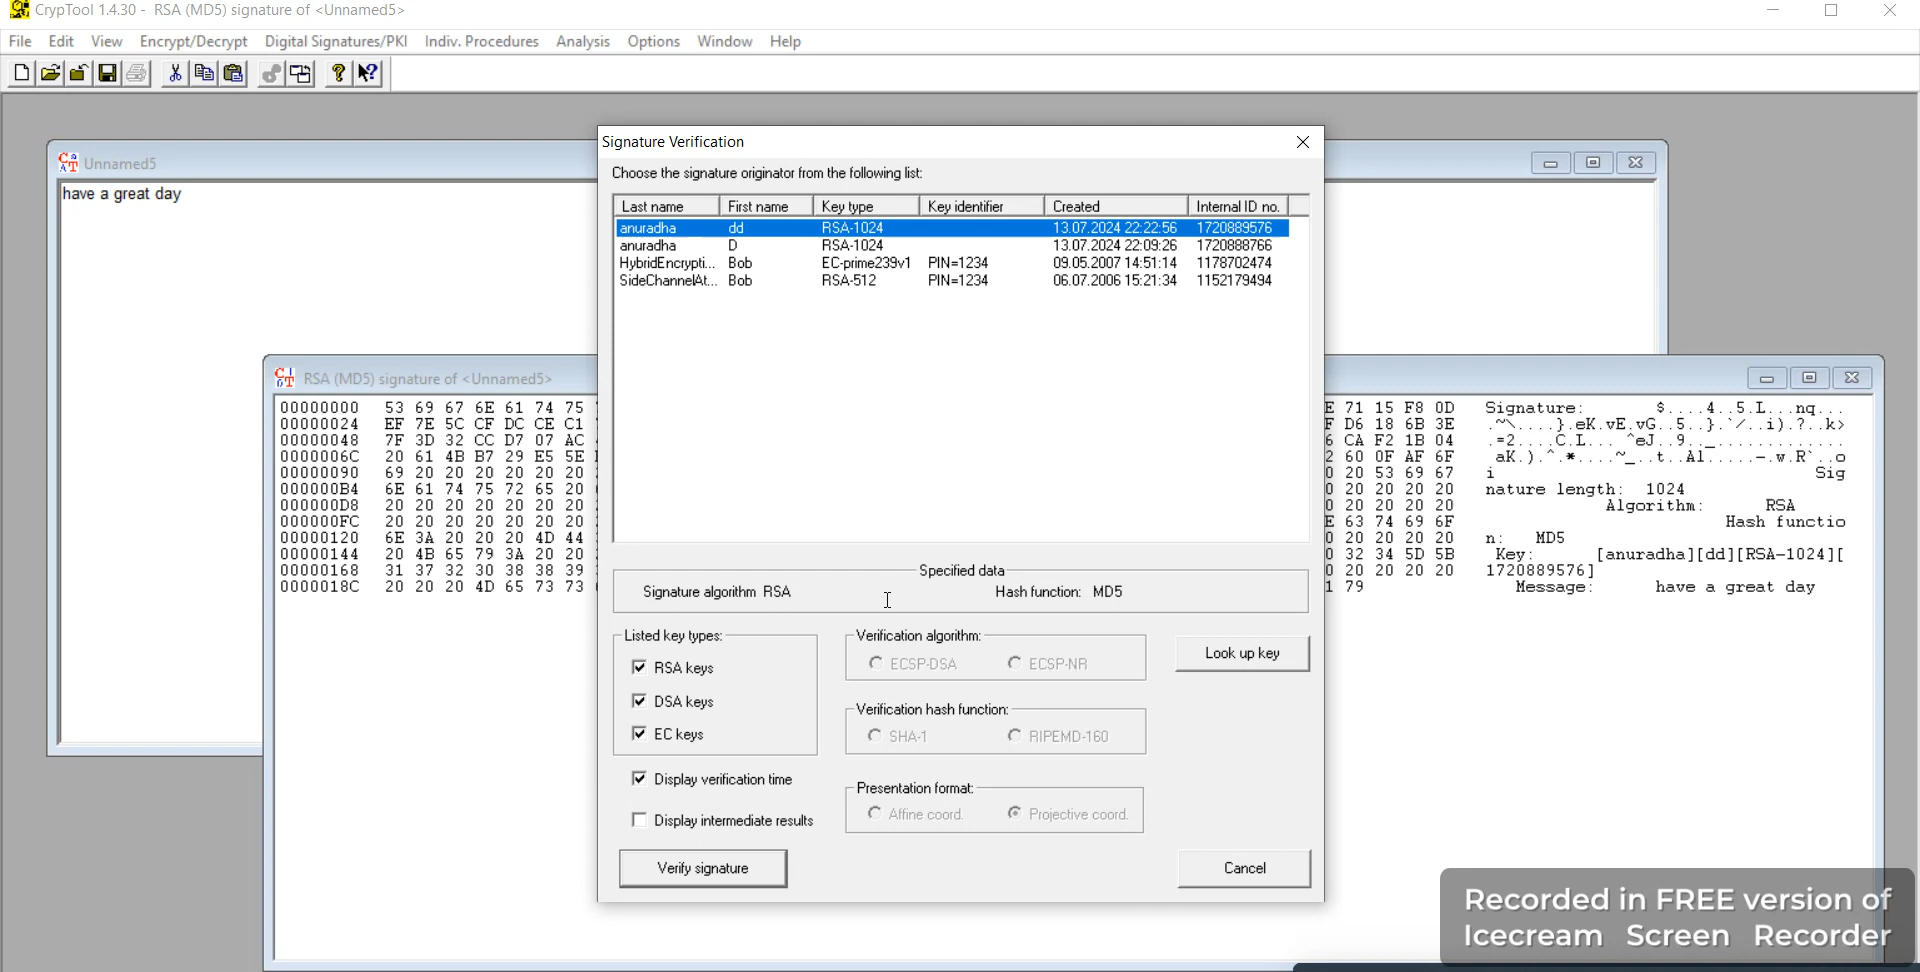 CrypTool 1.4.30 - RSA (MD5) signature of <Unnamed5>
File Edit View Encrypt/Decrypt Digital Signatures/PKI Indiv. Procedures Analysis Options Window Help
Unnamed5
have a great day
Signature Verification
Choose the signature originator from the following list:
Last name First name Key type Key identifier Created Internal ID no.
anuradha dd RSA-1024 13.07.2024 22:22:56 1720889576
anuradha D RSA-1024 13.07.2024 22:09:26 1720888766
HybridEncrypti... Bob EC-prime239v1 PIN=1234 09.05.2007 14:51:14 1178702474
SideChannelAt... Bob RSA-512 PIN=1234 06.07.2006 15:21:34 1152179494
Specified data
Signature algorithm RSA Hash function: MD5
Listed key types:
RSA keys
DSA keys
EC keys
Display verification time
Display intermediate results
Verify signature
Verification algorithm:
ECSP-DSA ECSP-NR
Verification hash function:
SHA-1 RIPEMD-160
Presentation format:
Affine coord. Projective coord.
Look up key
Cancel
RSA (MD5) signature of <Unnamed5>
00000000 53 69 67 6E 61 74 75
00000024 EF 7E 5C CF DC CE C1
00000048 7F 3D 32 CC D7 07 AC
0000006C 20 61 4B B7 29 E5 5E
00000090 69 20 20 20 20 20 20
000000B4 6E 61 74 75 72 65 20
000000D8 20 20 20 20 20 20 20
000000FC 20 20 20 20 20 20 20
00000120 6E 3A 20 20 20 4D 44
00000144 20 4B 65 79 3A 20 20
00000168 31 37 32 30 38 38 39
0000018C 20 20 20 4D 65 73 73
71 15 F8 0D Signature: $....4..5.L...nq...
D6 18 6B 3E .~\....}.eK.vE.vG..5..}.`/..i).?..k>
CA F2 1B 04 .=2....C.L... ^eJ..9.._.............
60 0F AF 6F aK.).^.*....~_..t..Al.....-.w.R`..o
20 53 69 67 i Sig
20 20 20 20 nature length: 1024
20 20 20 20 Algorithm: RSA
63 74 69 6F Hash functio
20 20 20 20 n: MD5
32 34 5D 5B Key: [anuradha][dd][RSA-1024][
20 20 20 20 1720889576]
79 Message: have a great day
Recorded in FREE version of
Icecream Screen Recorder